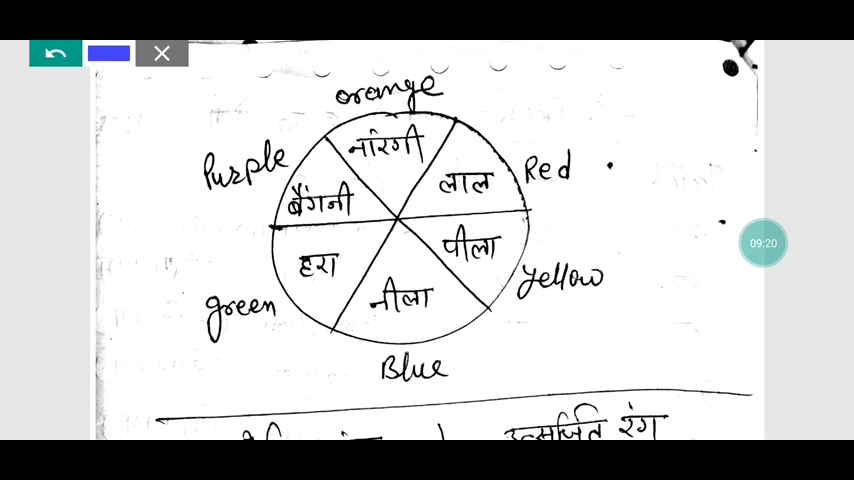 orange
Purple
नारंगी
लाल
Red
बैंगनी
हरा
पीला
yellow
green
नीला
Blue
उत्सर्जित रंग
09:20